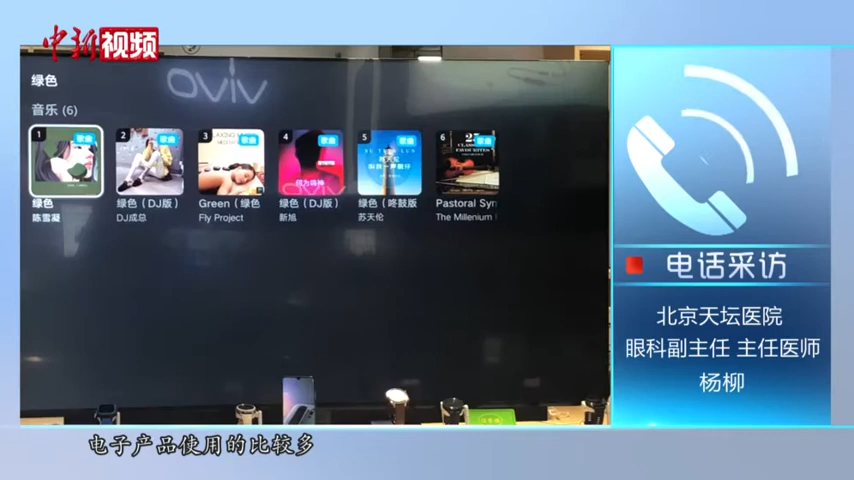 中新视频
绿色
音乐 (6)
1 歌曲
2 歌曲
3 歌曲
4 歌曲
5 歌曲
6
绿色
陈雪凝
绿色（DJ版）
DJ成总
Green（绿色
Fly Project
绿色（DJ版）
新旭
绿色（咚鼓版
苏天伦
Pastoral Syn
The Millenium
电话采访
北京天坛医院
眼科副主任 主任医师
杨柳
电子产品使用的比较多